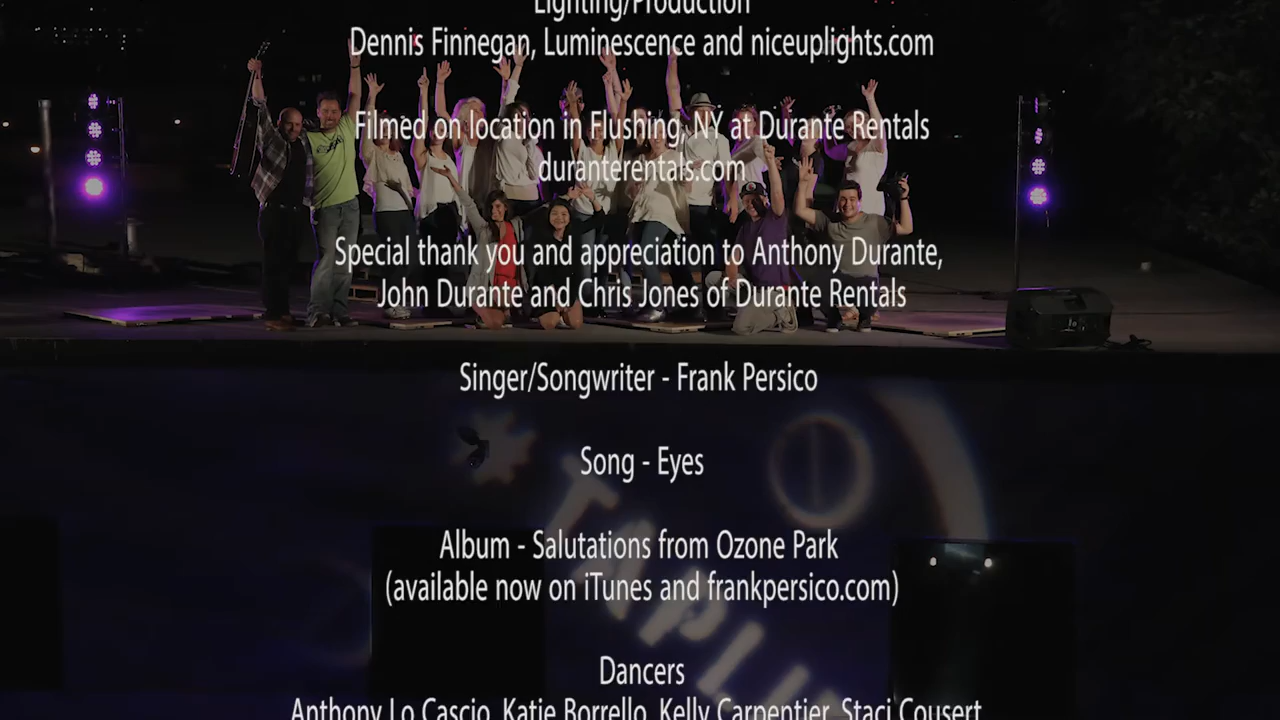 Lighting/Production
Dennis Finnegan, Luminescence and niceuplights.com
Filmed on location in Flushing, NY at Durante Rentals
duranterentals.com
Special thank you and appreciation to Anthony Durante,
John Durante and Chris Jones of Durante Rentals
Singer/Songwriter - Frank Persico
Song - Eyes
Album - Salutations from Ozone Park
(available now on iTunes and frankpersico.com)
TAPLI
Dancers
Anthony Lo Cascio, Katie Borrello, Kelly Carpentier, Staci Cousert